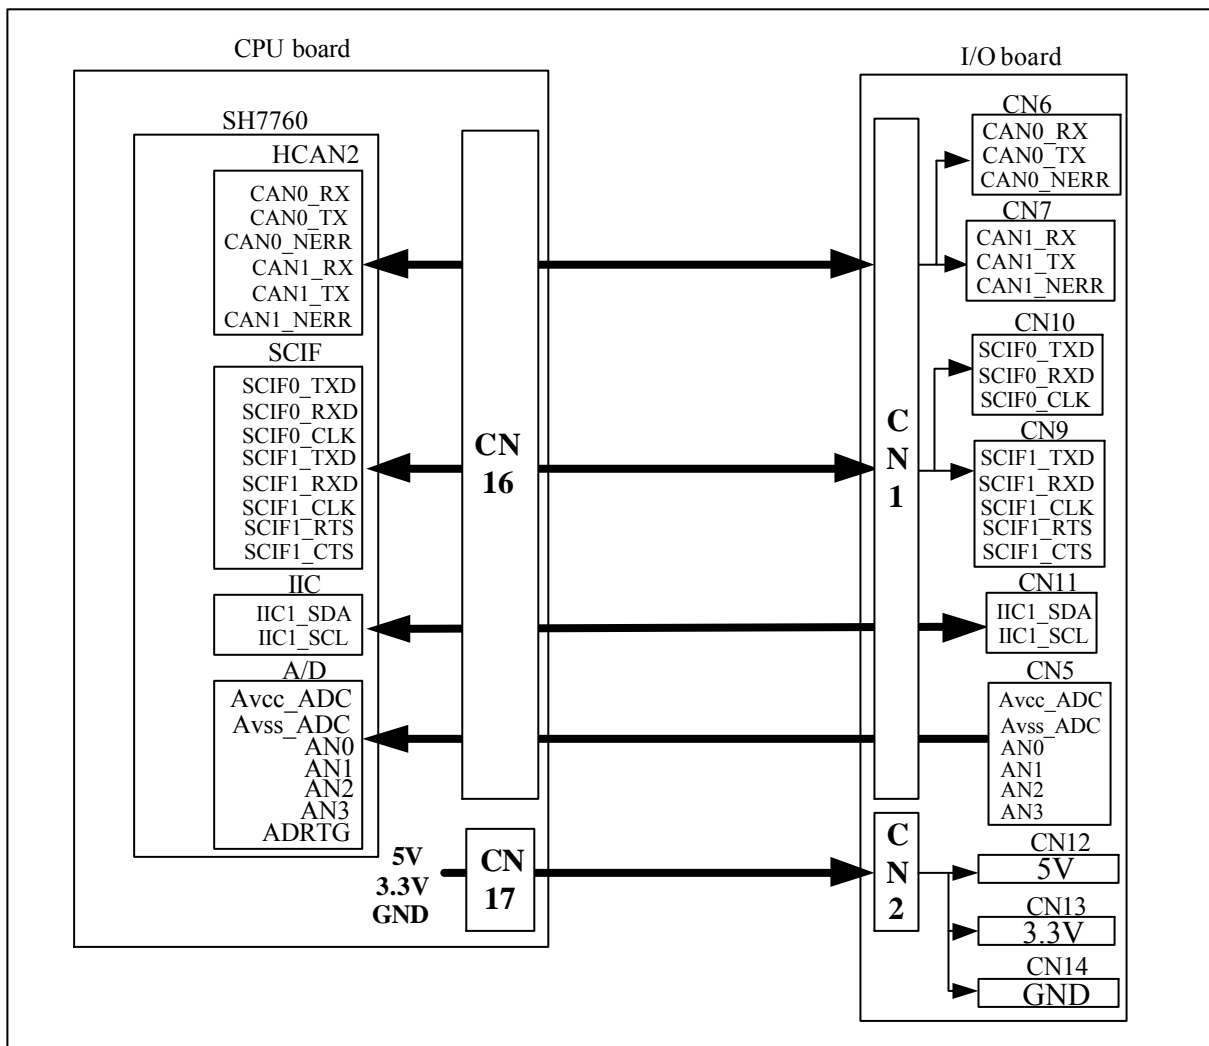 CPU board
SH7760
HCAN2
CAN0_RX
CAN0_TX
CAN0_NERR
CAN1_RX
CAN1_TX
CAN1_NERR
SCIF
SCIF0_TXD
SCIF0_RXD
SCIF0_CLK
SCIF1_TXD
SCIF1_RXD
SCIF1_CLK
SCIF1_RTS
SCIF1_CTS
IIC
IIC1_SDA
IIC1_SCL
A/D
Avcc_ADC
Avss_ADC
AN0
AN1
AN2
AN3
ADRTG
5V
3.3V
GND
CN
16
CN
17
I/O board
C
N
1
C
N
2
CN6
CAN0_RX
CAN0_TX
CAN0_NERR
CN7
CAN1_RX
CAN1_TX
CAN1_NERR
CN10
SCIF0_TXD
SCIF0_RXD
SCIF0_CLK
CN9
SCIF1_TXD
SCIF1_RXD
SCIF1_CLK
SCIF1_RTS
SCIF1_CTS
CN11
IIC1_SDA
IIC1_SCL
CN5
Avcc_ADC
Avss_ADC
AN0
AN1
AN2
AN3
CN12
5V
CN13
3.3V
CN14
GND